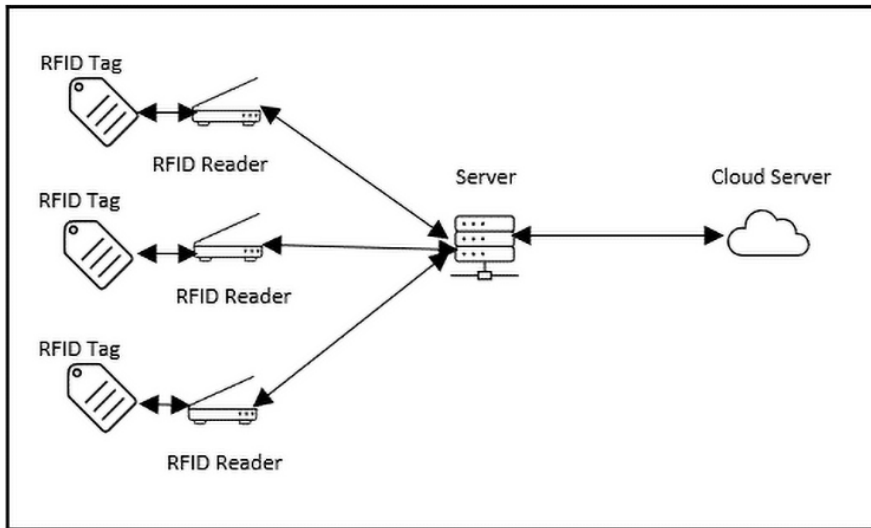 RFID Tag
RFID Reader
RFID Tag
RFID Reader
RFID Tag
RFID Reader
Server
Cloud Server